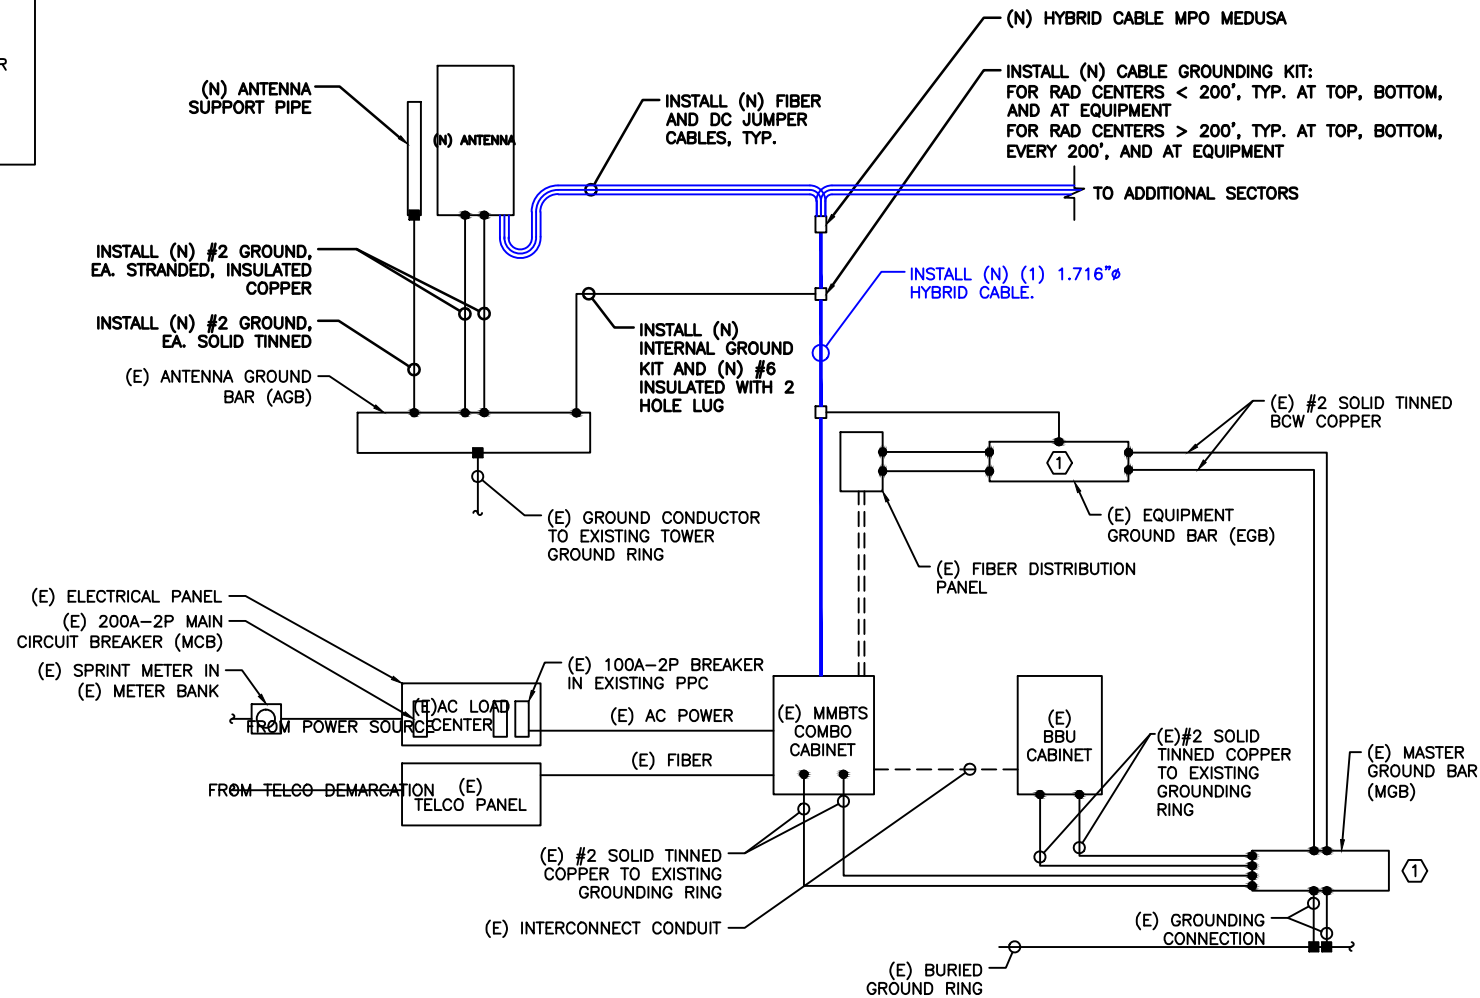 R
(N) HYBRID CABLE MPO MEDUSA
INSTALL (N) CABLE GROUNDING KIT:
FOR RAD CENTERS < 200', TYP. AT TOP, BOTTOM,
AND AT EQUIPMENT
FOR RAD CENTERS > 200', TYP. AT TOP, BOTTOM,
EVERY 200', AND AT EQUIPMENT
(N) ANTENNA
SUPPORT PIPE
(N) ANTENNA
INSTALL (N) FIBER
AND DC JUMPER
CABLES, TYP.
TO ADDITIONAL SECTORS
INSTALL (N) #2 GROUND,
EA. STRANDED, INSULATED
COPPER
INSTALL (N) #2 GROUND,
EA. SOLID TINNED
(E) ANTENNA GROUND
BAR (AGB)
INSTALL (N) (1) 1.716"ø
HYBRID CABLE.
INSTALL (N)
INTERNAL GROUND
KIT AND (N) #6
INSULATED WITH 2
HOLE LUG
(E) #2 SOLID TINNED
BCW COPPER
1
(E) EQUIPMENT
GROUND BAR (EGB)
(E) GROUND CONDUCTOR
TO EXISTING TOWER
GROUND RING
(E) FIBER DISTRIBUTION
PANEL
(E) ELECTRICAL PANEL
(E) 200A-2P MAIN
CIRCUIT BREAKER (MCB)
(E) SPRINT METER IN
(E) METER BANK
(E) 100A-2P BREAKER
IN EXISTING PPC
FROM POWER SOURCE
(E)AC LOAD
CENTER
(E) AC POWER
(E) FIBER
(E) MMBTS
COMBO
CABINET
(E)
BBU
CABINET
(E)#2 SOLID
TINNED COPPER
TO EXISTING
GROUNDING
RING
(E) MASTER
GROUND BAR
(MGB)
FROM TELCO DEMARCATION
(E)
TELCO PANEL
(E) #2 SOLID TINNED
COPPER TO EXISTING
GROUNDING RING
1
(E) INTERCONNECT CONDUIT
(E) GROUNDING
CONNECTION
(E) BURIED
GROUND RING